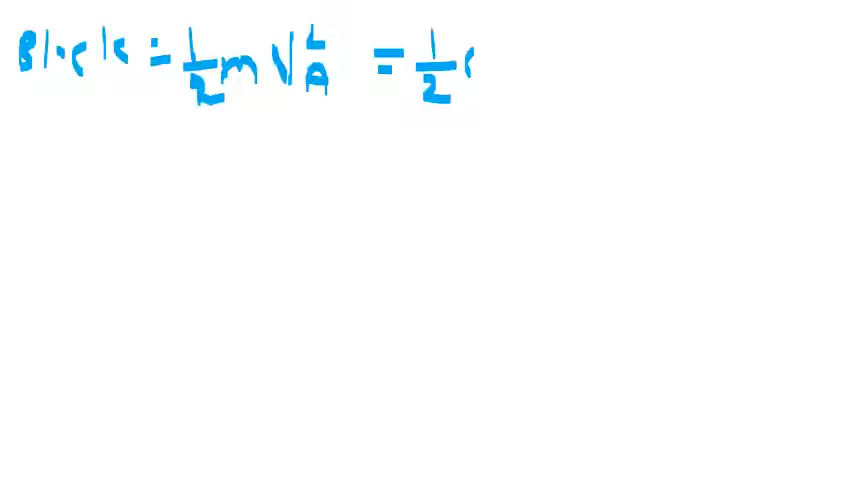 Block = 1/2 m V_A^2 = 1/2 (